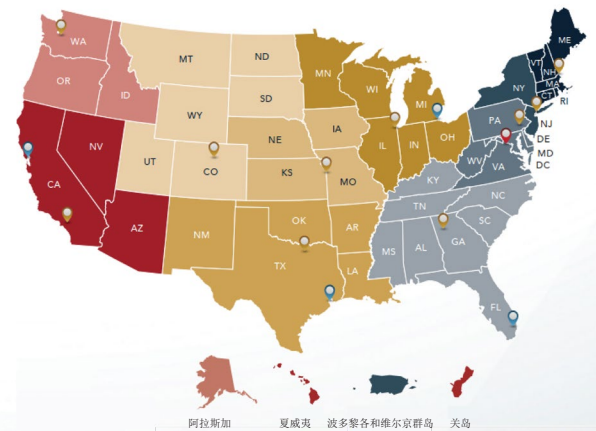 WA
ME
MT
ND
VT
MN
NH
OR
ID
WI
NY
MA
SD
MI
CT
RI
WY
PA
NJ
IA
NE
OH
DE
NV
IL
IN
MD
UT
WV
DC
CO
VA
CA
KS
MO
KY
NC
TN
OK
AZ
NM
AR
SC
MS
AL
GA
TX
LA
FL
阿拉斯加
夏威夷
波多黎各和维尔京群岛
关岛